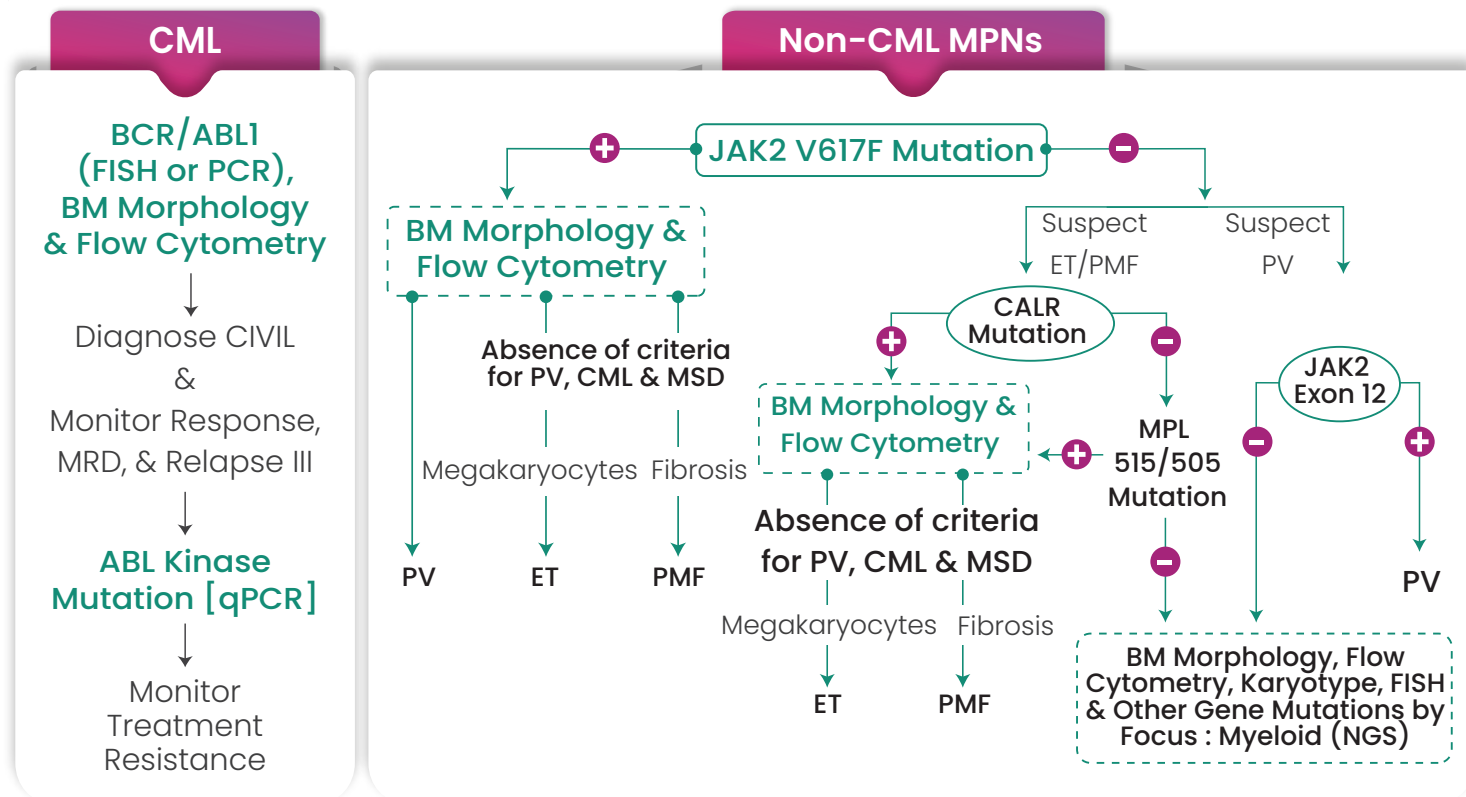 CML
BCR/ABL1
(FISH or PCR),
BM Morphology
& Flow Cytometry
Diagnose CIVIL
&
Monitor Response,
MRD, & Relapse III
ABL Kinase
Mutation [qPCR]
Monitor
Treatment
Resistance
Non-CML MPNs
JAK2 V617F Mutation
+
−
BM Morphology &
Flow Cytometry
Absence of criteria
for PV, CML & MSD
Megakaryocytes
Fibrosis
PV
ET
PMF
Suspect
ET/PMF
Suspect
PV
CALR
Mutation
+
−
BM Morphology &
Flow Cytometry
+
MPL
515/505
Mutation
−
Absence of criteria
for PV, CML & MSD
Megakaryocytes
Fibrosis
ET
PMF
JAK2
Exon 12
−
+
PV
BM Morphology, Flow
Cytometry, Karyotype, FISH
& Other Gene Mutations by
Focus : Myeloid (NGS)